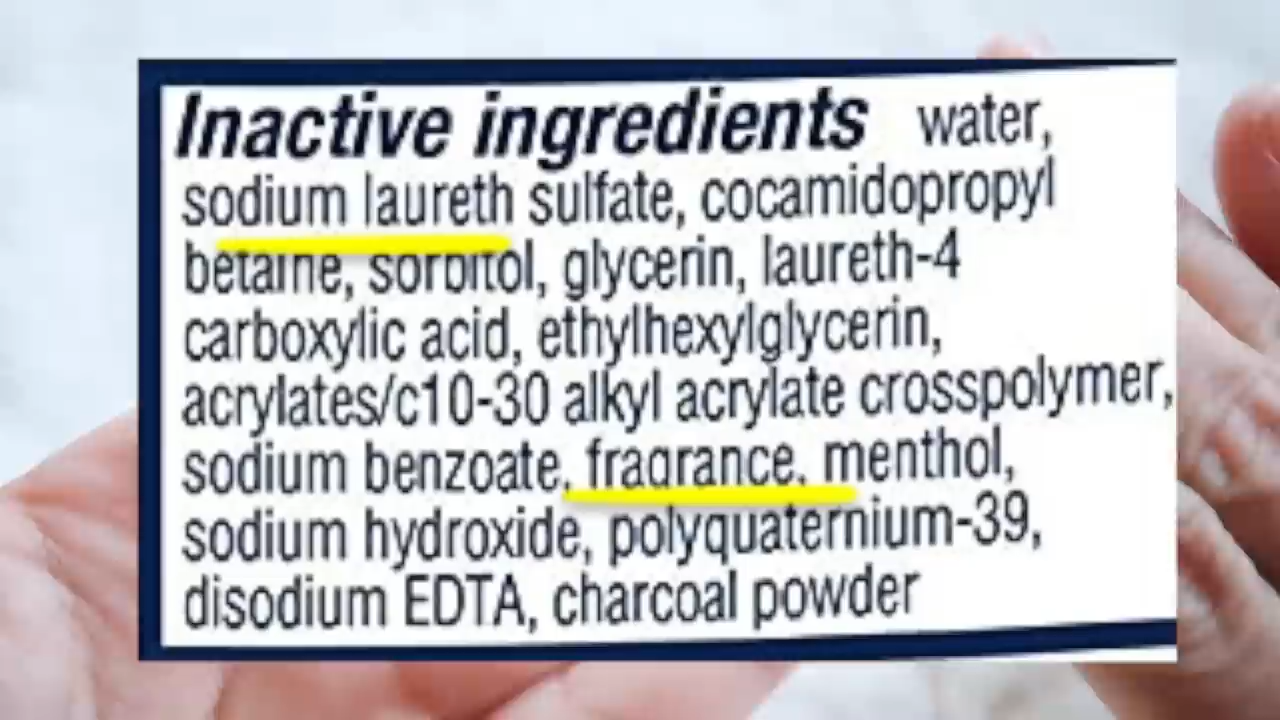 Inactive ingredients water,
sodium laureth sulfate, cocamidopropyl
betaine, sorbitol, glycerin, laureth-4
carboxylic acid, ethylhexylglycerin,
acrylates/c10-30 alkyl acrylate crosspolymer,
sodium benzoate, fragrance, menthol,
sodium hydroxide, polyquaternium-39,
disodium EDTA, charcoal powder